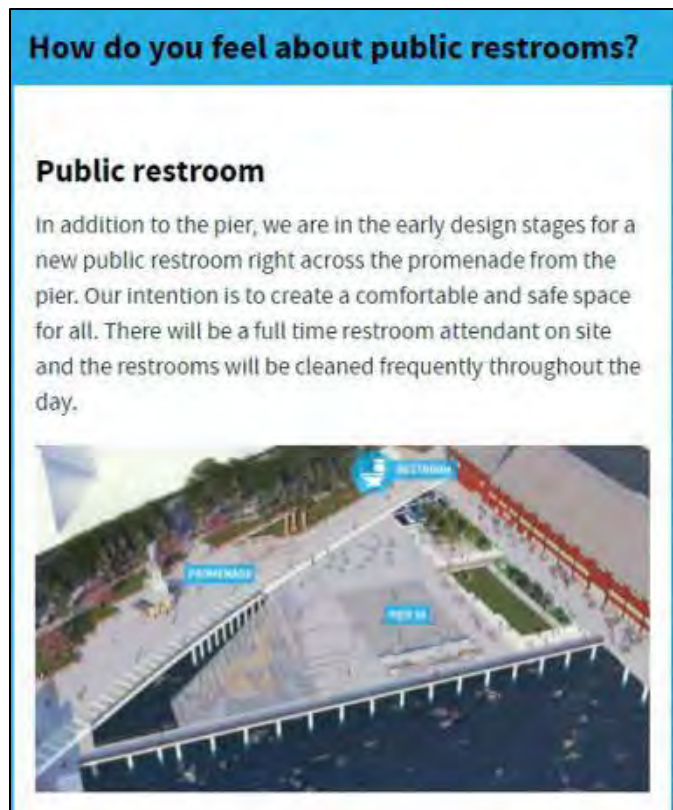 How do you feel about public restrooms?
Public restroom
In addition to the pier, we are in the early design stages for a
new public restroom right across the promenade from the
pier. Our intention is to create a comfortable and safe space
for all. There will be a full time restroom attendant on site
and the restrooms will be cleaned frequently throughout the
day.
RESTROOM
PROMENADE
PIER